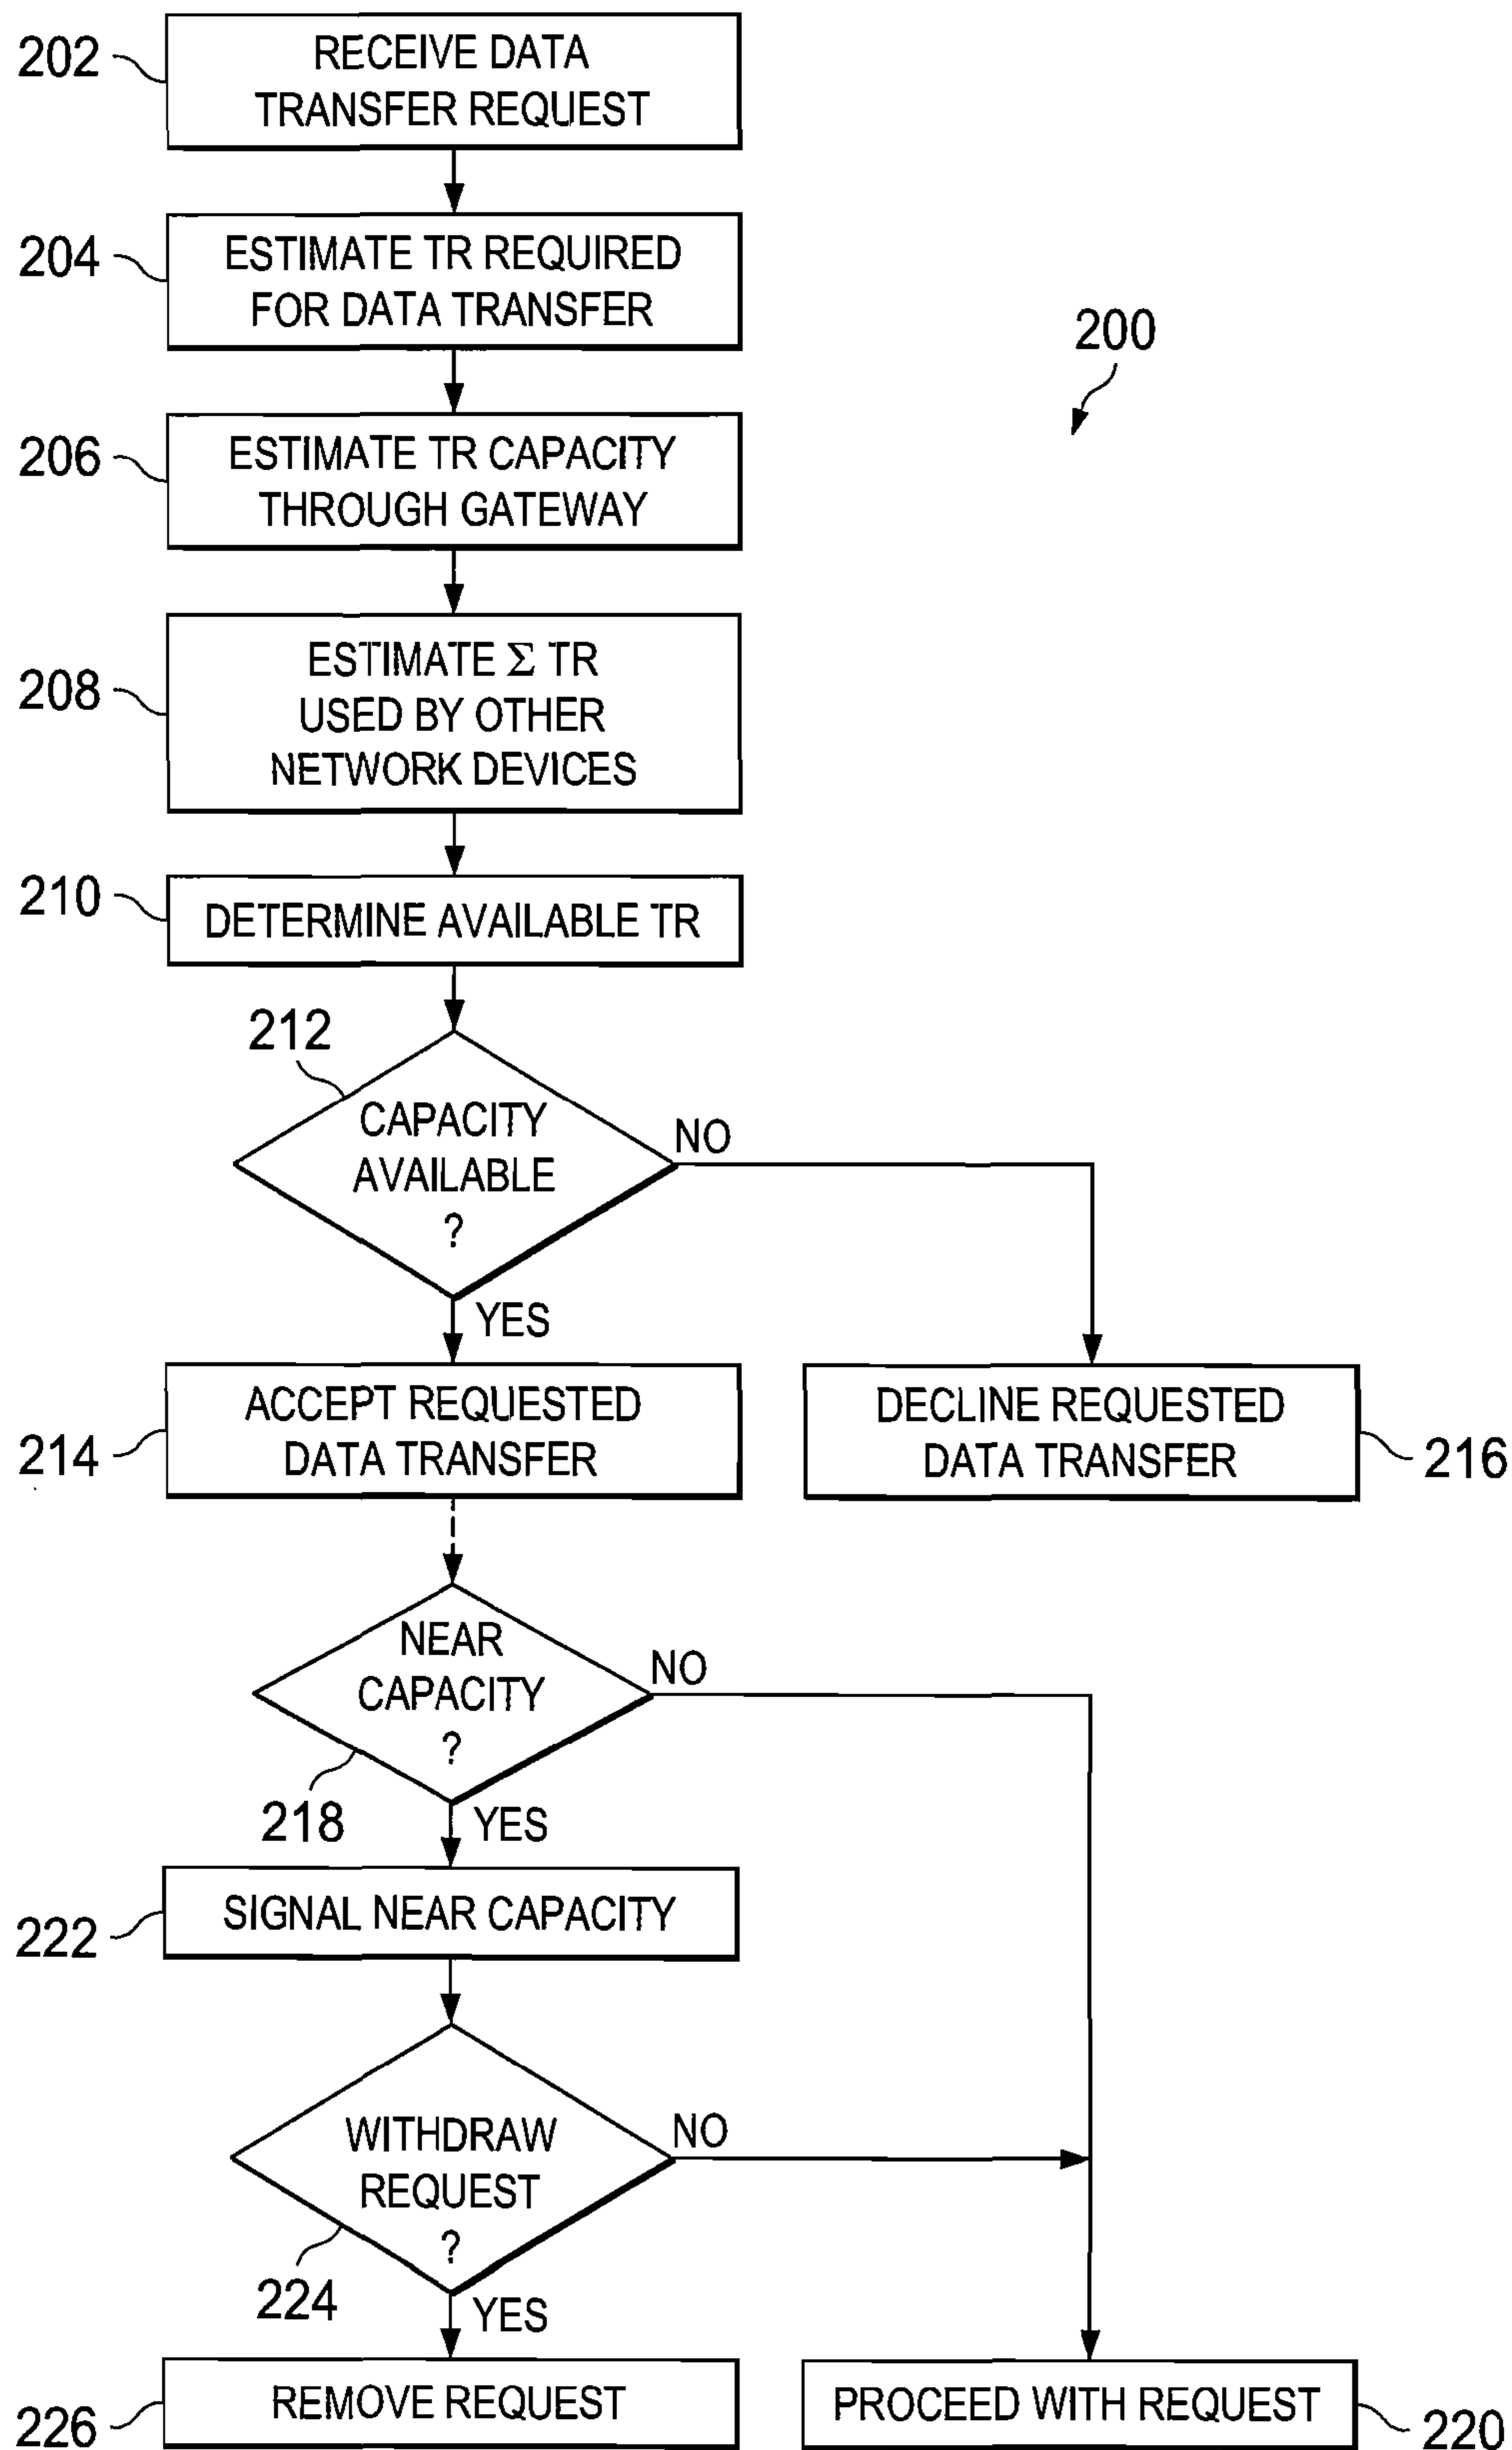 202
RECEIVE DATA
TRANSFER REQUEST
204
ESTIMATE TR REQUIRED
FOR DATA TRANSFER
200
206
ESTIMATE TR CAPACITY
THROUGH GATEWAY
208
ESTIMATE Σ TR
USED BY OTHER
NETWORK DEVICES
210
DETERMINE AVAILABLE TR
212
CAPACITY
AVAILABLE
?
NO
YES
214
ACCEPT REQUESTED
DATA TRANSFER
DECLINE REQUESTED
DATA TRANSFER
216
NEAR
CAPACITY
?
NO
218
YES
222
SIGNAL NEAR CAPACITY
WITHDRAW
REQUEST
?
NO
224
YES
226
REMOVE REQUEST
PROCEED WITH REQUEST
220